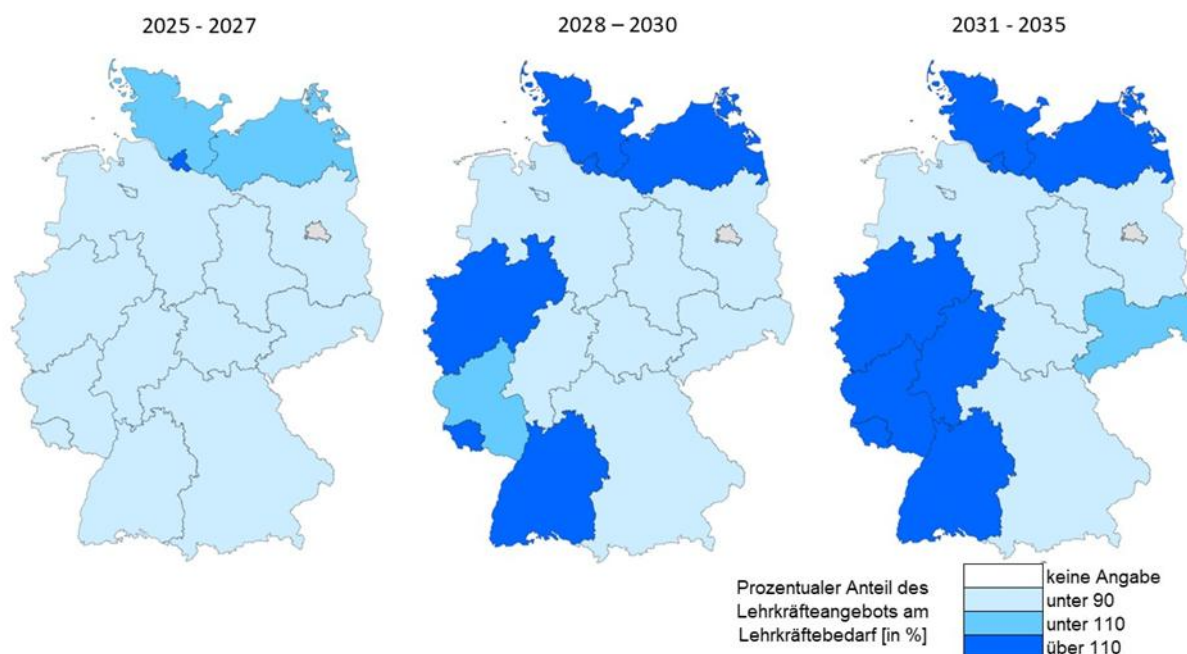 2025 - 2027
2028 – 2030
2031 - 2035
Prozentualer Anteil des
Lehrkräfteangebots am
Lehrkräftebedarf [in %]
keine Angabe
unter 90
unter 110
über 110